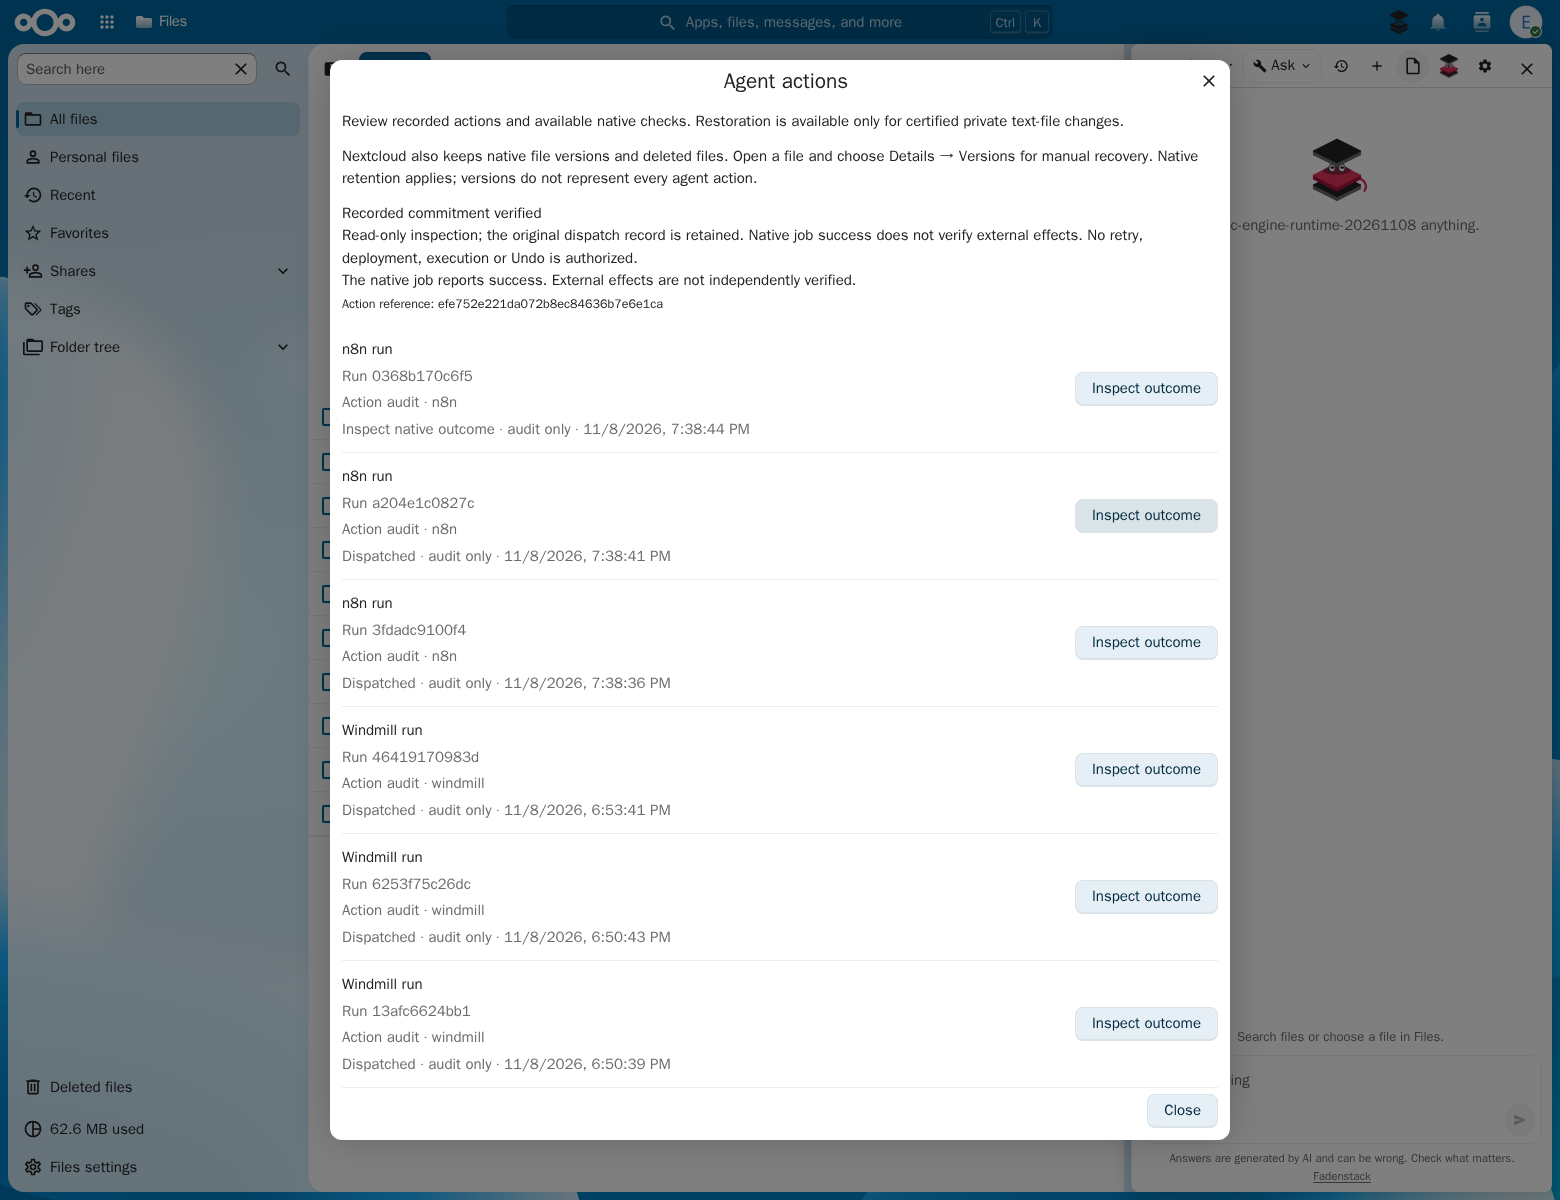 Files
Apps, files, messages, and more
Ctrl
K
E
Search here
All files
Personal files
Recent
Favorites
Shares
Tags
Folder tree
Deleted files
62.6 MB used
Files settings
Ask
Agent actions
Review recorded actions and available native checks. Restoration is available only for certified private text-file changes.
Nextcloud also keeps native file versions and deleted files. Open a file and choose Details → Versions for manual recovery. Native
retention applies; versions do not represent every agent action.
Recorded commitment verified
Read-only inspection; the original dispatch record is retained. Native job success does not verify external effects. No retry,
deployment, execution or Undo is authorized.
The native job reports success. External effects are not independently verified.
Action reference: efe752e221da072b8ec84636b7e6e1ca
n8n run
Run 0368b170c6f5
Action audit · n8n
Inspect native outcome · audit only · 11/8/2026, 7:38:44 PM
Inspect outcome
n8n run
Run a204e1c0827c
Action audit · n8n
Dispatched · audit only · 11/8/2026, 7:38:41 PM
Inspect outcome
n8n run
Run 3fdadc9100f4
Action audit · n8n
Dispatched · audit only · 11/8/2026, 7:38:36 PM
Inspect outcome
Windmill run
Run 46419170983d
Action audit · windmill
Dispatched · audit only · 11/8/2026, 6:53:41 PM
Inspect outcome
Windmill run
Run 6253f75c26dc
Action audit · windmill
Dispatched · audit only · 11/8/2026, 6:50:43 PM
Inspect outcome
Windmill run
Run 13afc6624bb1
Action audit · windmill
Dispatched · audit only · 11/8/2026, 6:50:39 PM
Inspect outcome
Close
c-engine-runtime-20261108 anything.
Search files or choose a file in Files.
ing
Answers are generated by AI and can be wrong. Check what matters.
Fadenstack